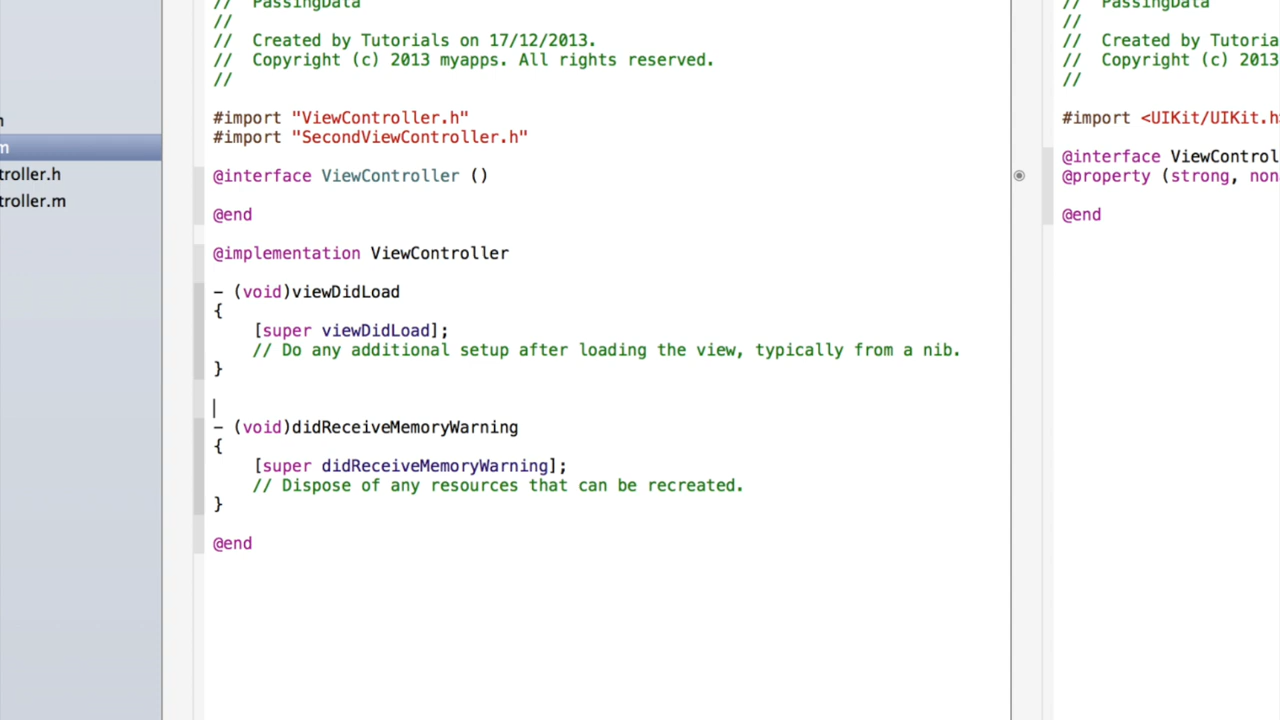 //  PassingData
//
//  Created by Tutorials on 17/12/2013.
//  Copyright (c) 2013 myapps. All rights reserved.
//
#import "ViewController.h"
#import "SecondViewController.h"
@interface ViewController ()
@end
@implementation ViewController
- (void)viewDidLoad
{
[super viewDidLoad];
// Do any additional setup after loading the view, typically from a nib.
}
- (void)didReceiveMemoryWarning
{
[super didReceiveMemoryWarning];
// Dispose of any resources that can be recreated.
}
@end
m
troller.h
troller.m
//  PassingData
//
//  Created by Tutoria
//  Copyright (c) 2013
//
#import <UIKit/UIKit.h
@interface ViewControl
@property (strong, non
@end